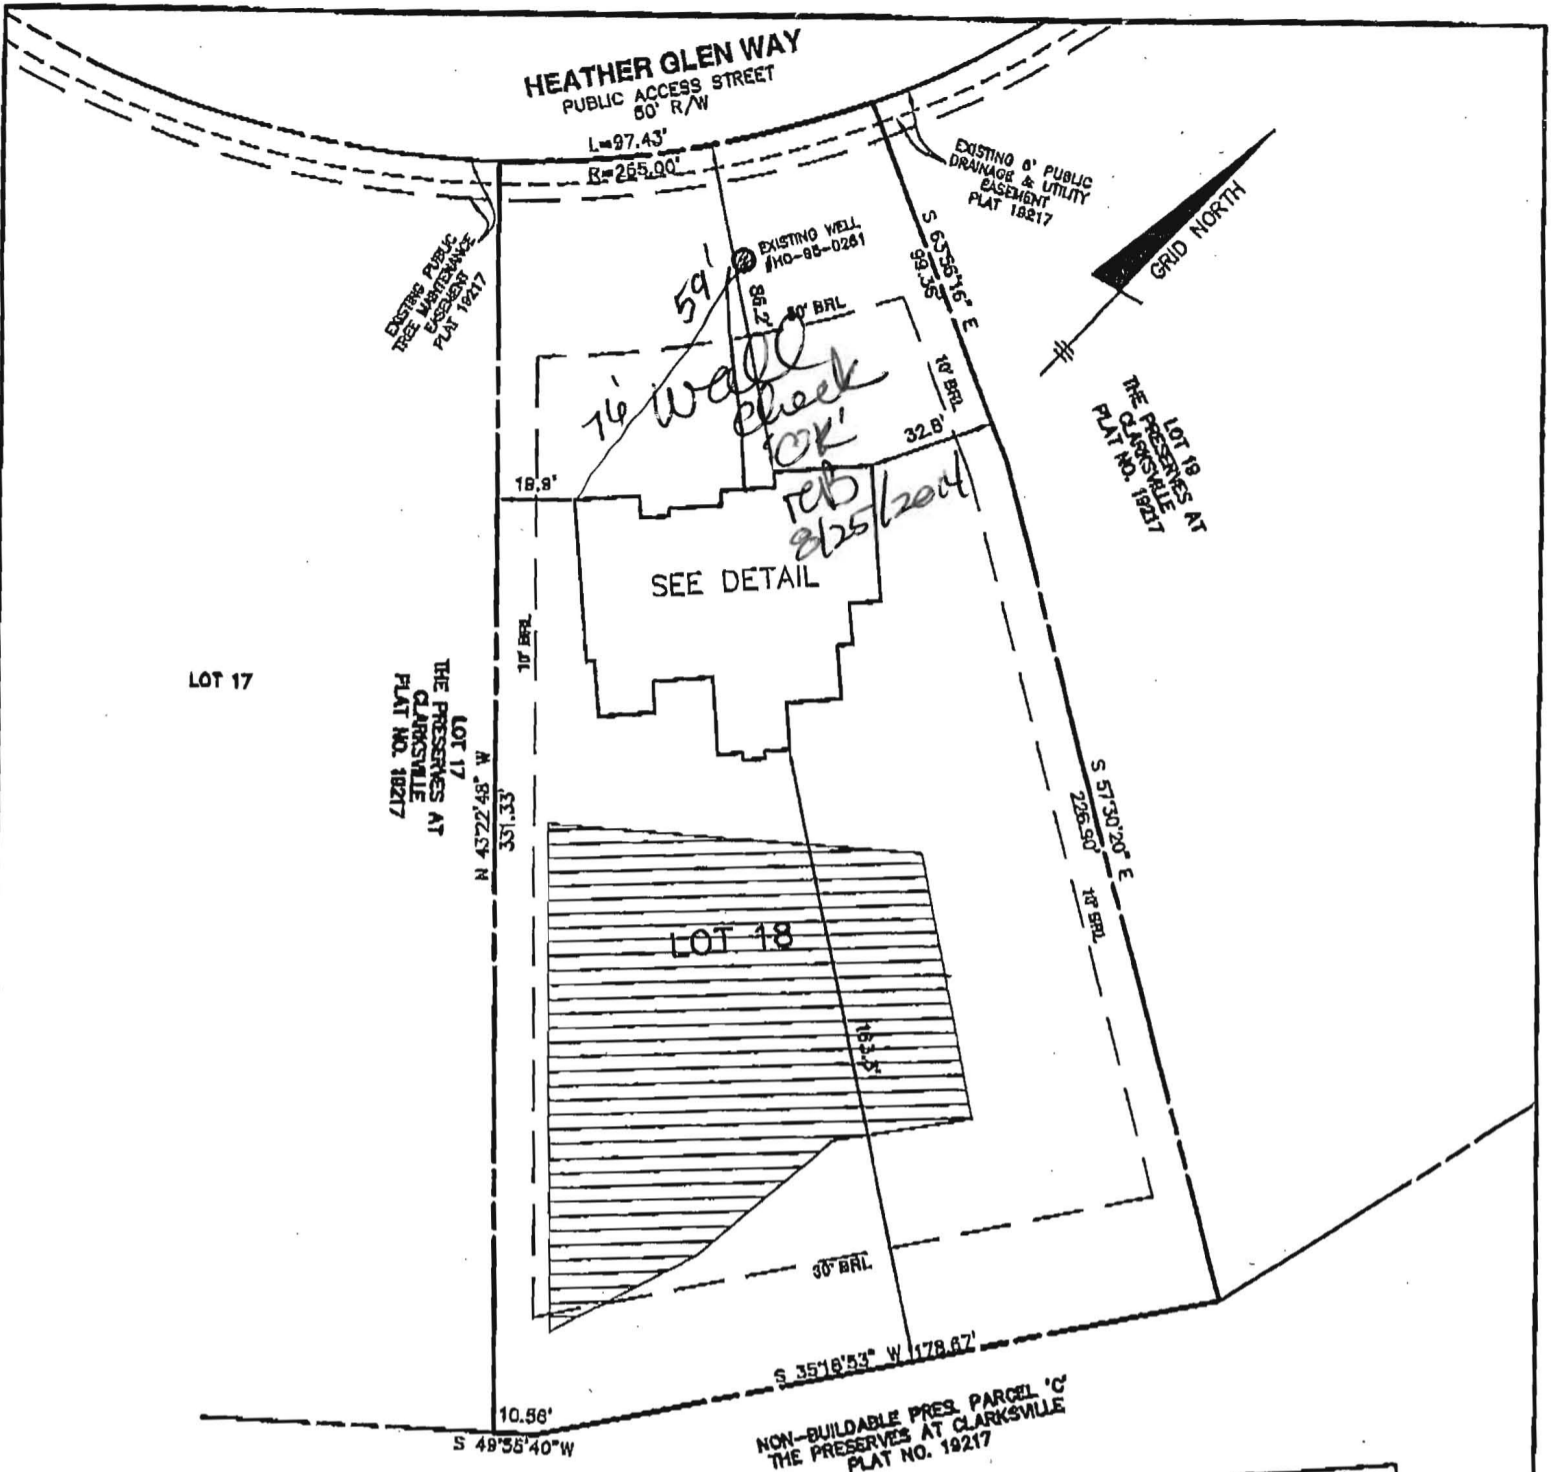 HEATHER GLEN WAY
PUBLIC ACCESS STREET
50' R/W
L=97.43'
R=265.00'
EXISTING PUBLIC
TREE MAINTENANCE
EASEMENT
PLAT 19217
EXISTING WELL
#HO-95-0261
EXISTING 6' PUBLIC
DRAINAGE & UTILITY
EASEMENT
PLAT 19217
GRID NORTH
S 63°56'16" E
99.36'
59'
86.2'
50' BRL
10' BRL
76'
Wall
Check
'OK'
8/25/2014
32.8'
18.9'
LOT 19
THE PRESERVES AT
CLARKSVILLE
PLAT NO. 19217
SEE DETAIL
10' BRL
LOT 17
LOT 17
THE PRESERVES AT
CLARKSVILLE
PLAT NO. 19217
N 43°22'48" W
331.33'
S 57°30'20" E
226.90'
10' BRL
LOT 18
163.5'
30' BRL
S 35°18'53" W 178.67'
10.56'
S 49°55'40" W
NON-BUILDABLE PRES. PARCEL 'C'
THE PRESERVES AT CLARKSVILLE
PLAT NO. 19217